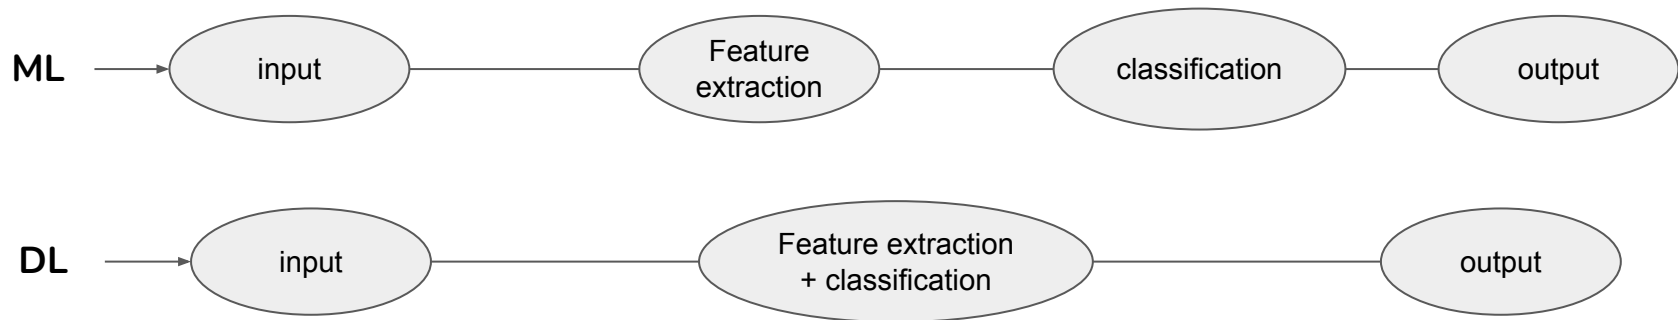 ML
input
Feature
extraction
classification
output
DL
input
Feature extraction
+ classification
output